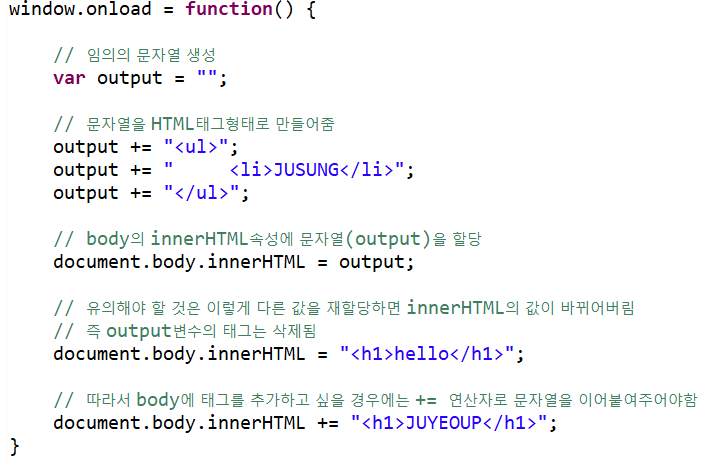 window.onload = function() {
// 임의의 문자열 생성
var output = "";
// 문자열을 HTML태그형태로 만들어줌
output += "<ul>";
output += "     <li>JUSUNG</li>";
output += "</ul>";
// body의 innerHTML속성에 문자열(output)을 할당
document.body.innerHTML = output;
// 유의해야 할 것은 이렇게 다른 값을 재할당하면 innerHTML의 값이 바뀌어버림
// 즉 output변수의 태그는 삭제됨
document.body.innerHTML = "<h1>hello</h1>";
// 따라서 body에 태그를 추가하고 싶을 경우에는 += 연산자로 문자열을 이어붙여주어야함
document.body.innerHTML += "<h1>JUYEOUP</h1>";
}